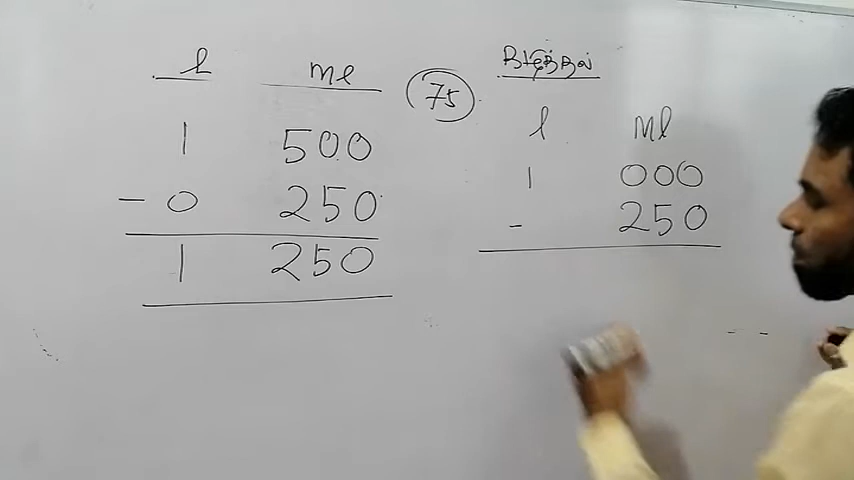 l ml
1 500
- 0 250
1 250
75
l ml
1 000
- 250